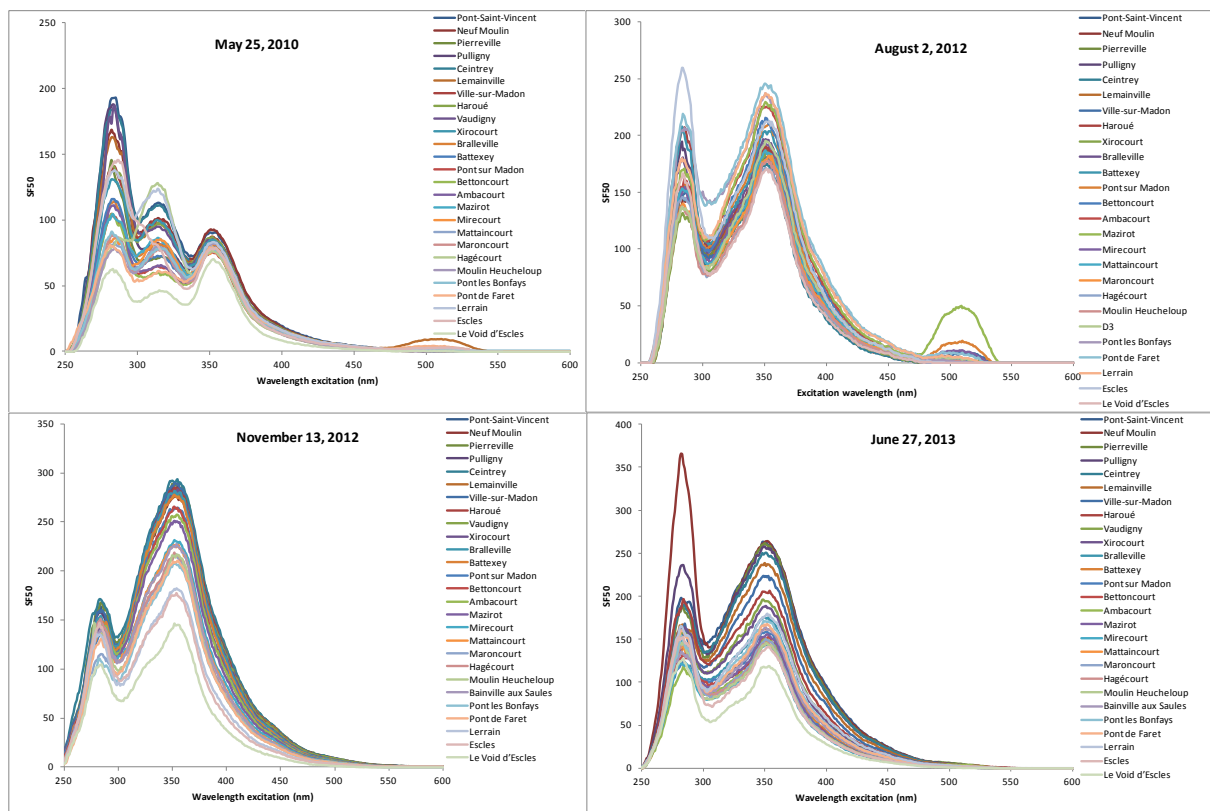 May 25, 2010
SF50
250
200
150
100
50
0
250 300 350 400 450 500 550 600
Wavelength excitation (nm)
Pont-Saint-Vincent
Neuf Moulin
Pierreville
Pulligny
Ceintrey
Lemainville
Ville-sur-Madon
Haroué
Vaudigny
Xirocourt
Bralleville
Battexey
Pont sur Madon
Bettoncourt
Ambacourt
Mazirot
Mirecourt
Mattaincourt
Maroncourt
Hagécourt
Moulin Heucheloup
Pont les Bonfays
Pont de Faret
Lerrain
Escles
Le Void d’Escles
August 2, 2012
SF50
300
250
200
150
100
50
0
250 300 350 400 450 500 550 600
Excitation wavelength (nm)
Pont-Saint-Vincent
Neuf Moulin
Pierreville
Pulligny
Ceintrey
Lemainville
Ville-sur-Madon
Haroué
Xirocourt
Bralleville
Battexey
Pont sur Madon
Bettoncourt
Ambacourt
Mazirot
Mirecourt
Mattaincourt
Maroncourt
Hagécourt
Moulin Heucheloup
D3
Pont les Bonfays
Pont de Faret
Lerrain
Escles
Le Void d’Escles
November 13, 2012
SF50
350
300
250
200
150
100
50
0
250 300 350 400 450 500 550 600
Wavelength excitation (nm)
Pont-Saint-Vincent
Neuf Moulin
Pierreville
Pulligny
Ceintrey
Lemainville
Ville-sur-Madon
Haroué
Vaudigny
Xirocourt
Bralleville
Battexey
Pont sur Madon
Bettoncourt
Ambacourt
Mazirot
Mirecourt
Mattaincourt
Maroncourt
Hagécourt
Moulin Heucheloup
Bainville aux Saules
Pont les Bonfays
Pont de Faret
Lerrain
Escles
Le Void d’Escles
June 27, 2013
SF50
400
350
300
250
200
150
100
50
0
250 300 350 400 450 500 550 600
Wavelength excitation (nm)
Pont-Saint-Vincent
Neuf Moulin
Pierreville
Pulligny
Ceintrey
Lemainville
Ville-sur-Madon
Haroué
Vaudigny
Xirocourt
Bralleville
Battexey
Pont sur Madon
Bettoncourt
Ambacourt
Mazirot
Mirecourt
Mattaincourt
Maroncourt
Hagécourt
Moulin Heucheloup
Bainville aux Saules
Pont les Bonfays
Pont de Faret
Lerrain
Escles
Le Void d’Escles